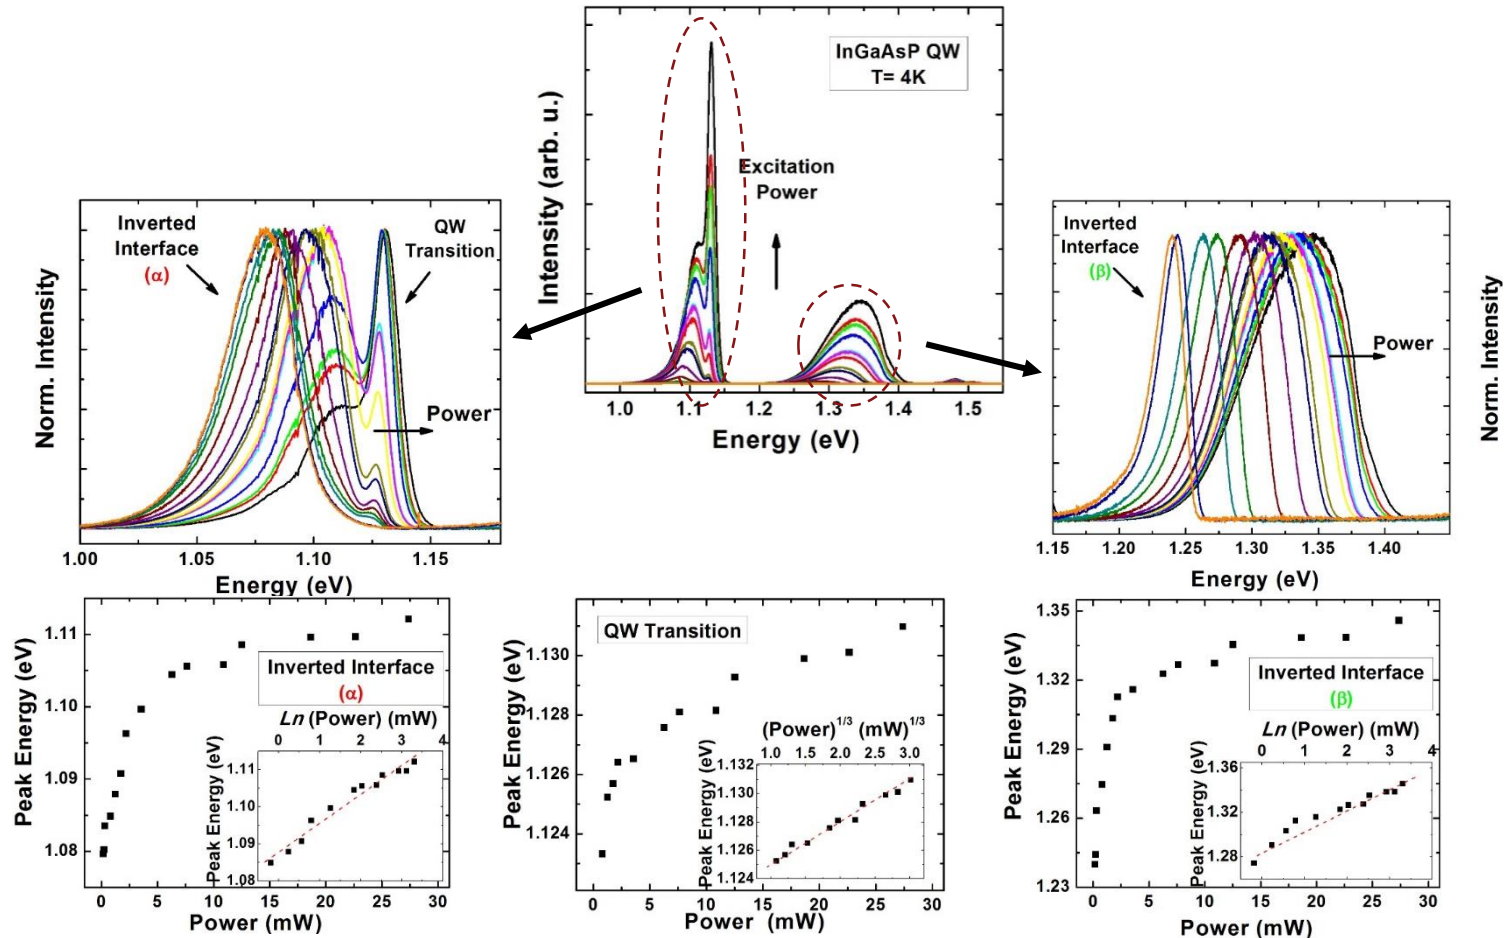 InGaAsP QW
T= 4K
Excitation
Power
Intensity (arb. u.)
1.0 1.1 1.2 1.3 1.4 1.5
Energy (eV)
Inverted
Interface
(α)
QW
Transition
Power
Norm. Intensity
1.00 1.05 1.10 1.15
Energy (eV)
Inverted
Interface
(β)
Power
Norm. Intensity
1.15 1.20 1.25 1.30 1.35 1.40
Energy (eV)
Peak Energy (eV)
1.11
1.10
1.09
1.08
Inverted Interface
(α)
Ln (Power) (mW)
0 1 2 3 4
Peak Energy (eV)
1.110
1.100
1.090
1.080
0 5 10 15 20 25 30
Power (mW)
Peak Energy (eV)
1.130
1.128
1.126
1.124
QW Transition
(Power)1/3 (mW)1/3
1.0 1.5 2.0 2.5 3.0
Peak Energy (eV)
1.132
1.130
1.128
1.126
1.124
0 5 10 15 20 25 30
Power (mW)
Peak Energy (eV)
1.35
1.32
1.29
1.26
1.23
Inverted Interface
(β)
Ln (Power) (mW)
0 1 2 3 4
Peak Energy (eV)
1.36
1.32
1.28
0 5 10 15 20 25 30
Power (mW)